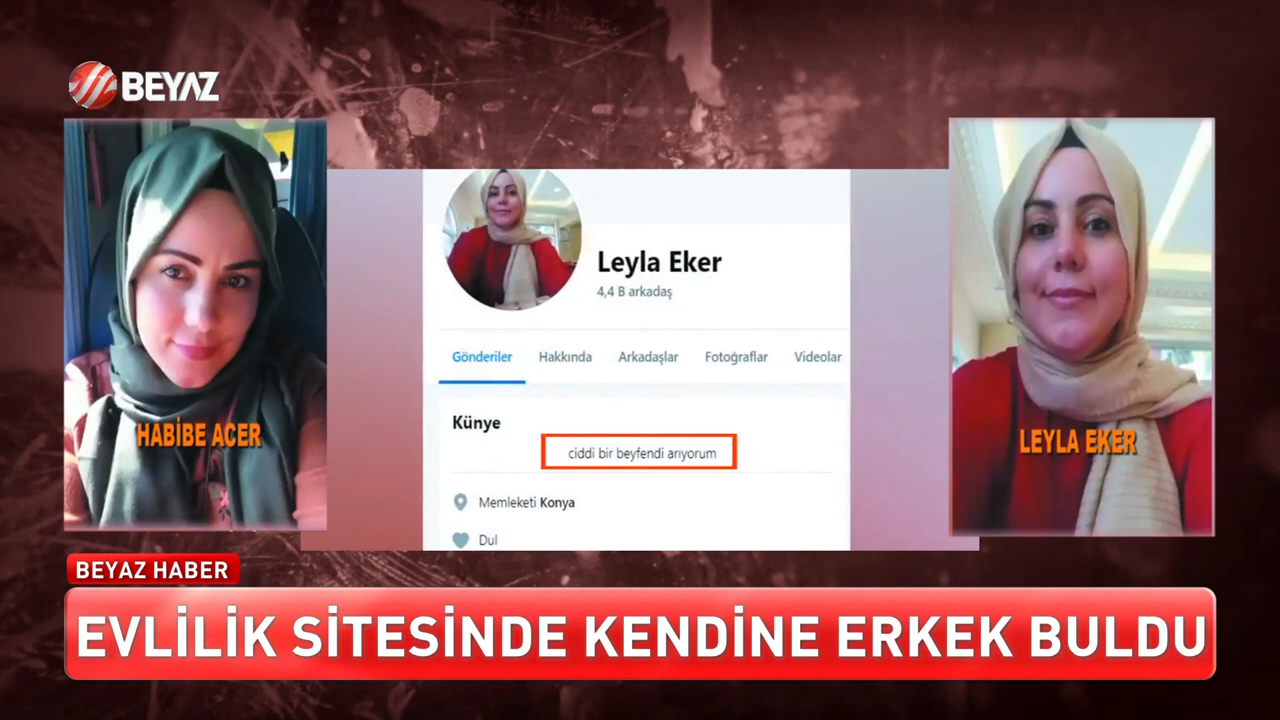 BEYAZ
HABİBE ACER
Leyla Eker
4,4 B arkadaş
Gönderiler Hakkında Arkadaşlar Fotoğraflar Videolar
Künye
ciddi bir beyfendi arıyorum
Memleketi Konya
Dul
LEYLA EKER
BEYAZ HABER
EVLİLİK SİTESİNDE KENDİNE ERKEK BULDU